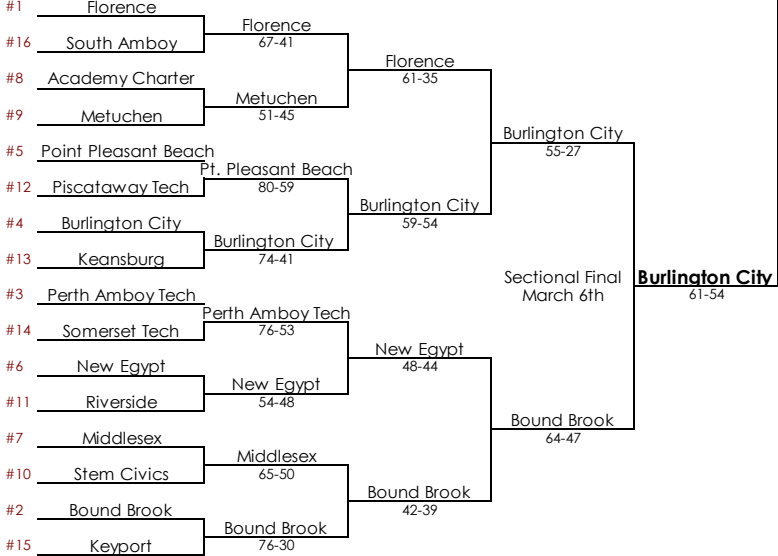 #1 Florence
Florence
67-41
#16 South Amboy
Florence
61-35
#8 Academy Charter
Metuchen
51-45
#9 Metuchen
Burlington City
55-27
#5 Point Pleasant Beach
Pt. Pleasant Beach
80-59
#12 Piscataway Tech
Burlington City
59-54
#4 Burlington City
Burlington City
74-41
#13 Keansburg
Sectional Final
March 6th
Burlington City
61-54
#3 Perth Amboy Tech
Perth Amboy Tech
76-53
#14 Somerset Tech
New Egypt
48-44
#6 New Egypt
New Egypt
54-48
#11 Riverside
Bound Brook
64-47
#7 Middlesex
Middlesex
65-50
#10 Stem Civics
Bound Brook
42-39
#2 Bound Brook
Bound Brook
76-30
#15 Keyport